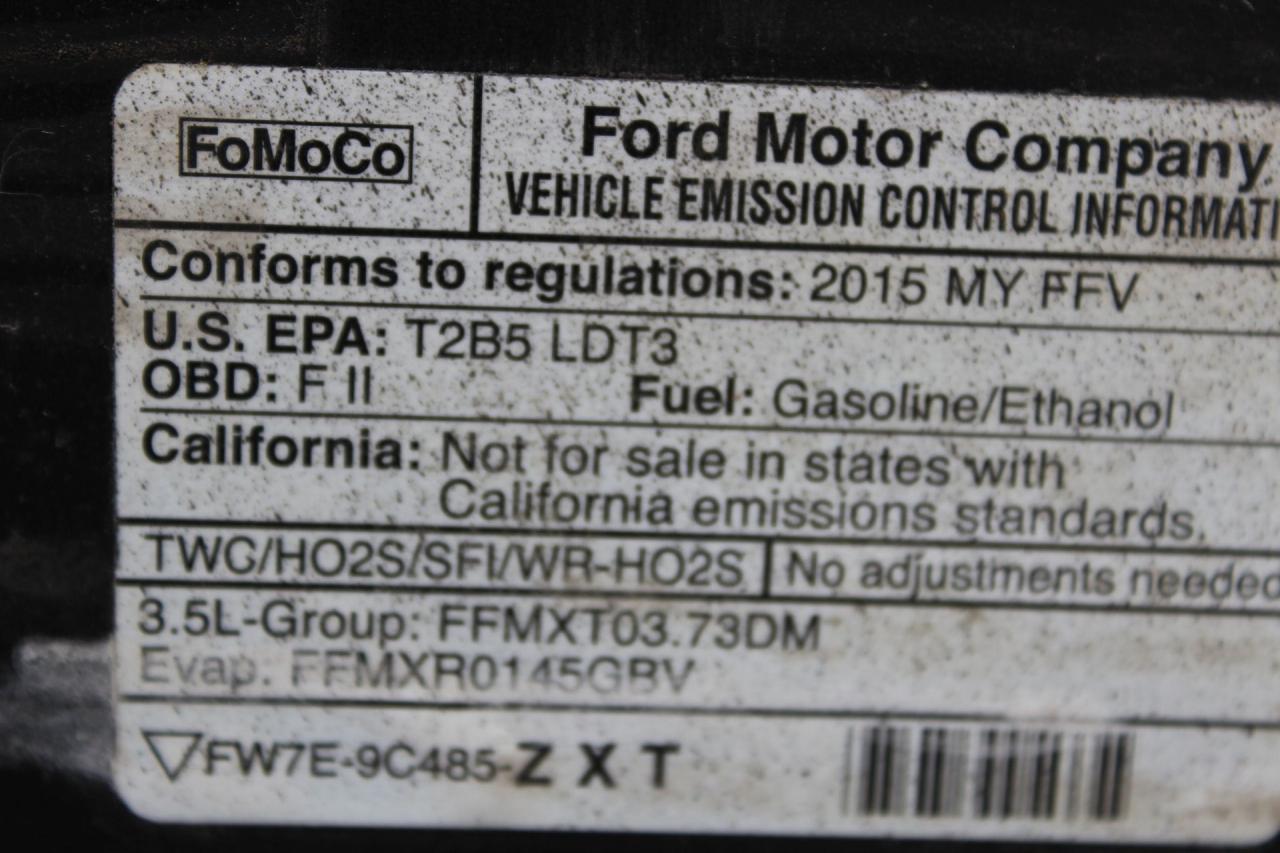 FoMoCo
Ford Motor Company
VEHICLE EMISSION CONTROL
Conforms to regulations: 2015 MY FFV
U.S. EPA: T2B5 LDT3
OBD: F II Fuel: Gasoline/Ethanol
California: Not for sale in states with
California emissions standards.
TWC/HO2S/SFI/WR-HO2S No adjustments needed
3.5L-Group: FFMXT03.73DM
Evap: FFMXR0145GBV
FW7E-9C485-Z X T